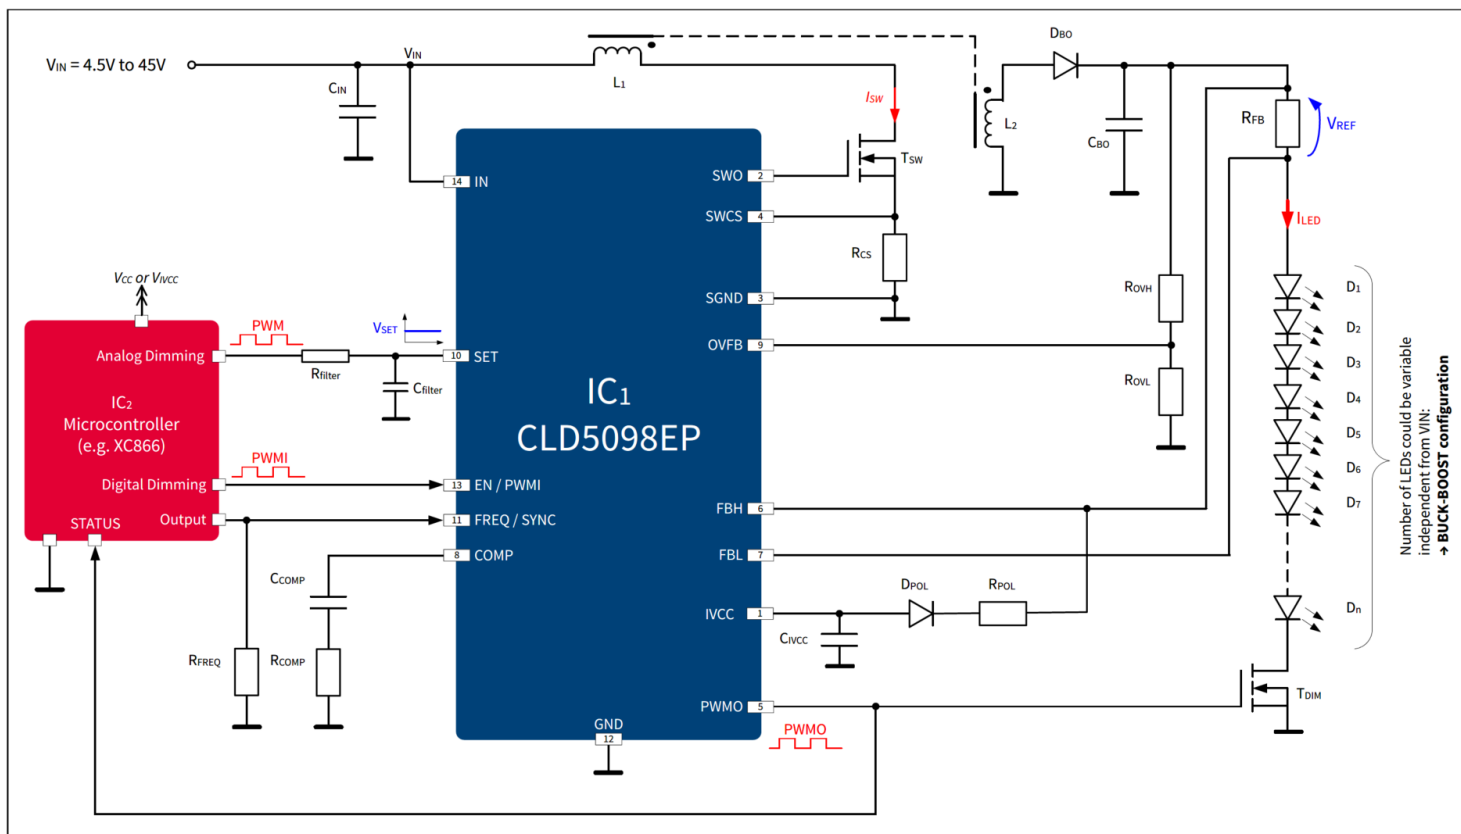 DBO
VIN
VIN = 4.5V to 45V
L1
CIN
ISW
L2
CBO
RFB
VREF
TSW
SWO
2
14
IN
SWCS
4
ILED
RCS
VCC or VIVCC
ROVH
D1
SGND
3
PWM
VSET
D2
OVFB
9
Analog Dimming
10
SET
D3
Rfilter
Cfilter
ROVL
IC1
CLD5098EP
IC2
Microcontroller
(e.g. XC866)
D4
D5
D6
PWMI
Digital Dimming
13
EN / PWMI
D7
FBH
6
STATUS
Output
11
FREQ / SYNC
8
COMP
FBL
7
Number of LEDs could be variable
independent from VIN:
→ BUCK-BOOST configuration
CCOMP
DPOL
RPOL
IVCC
1
Dn
CIVCC
RFREQ
RCOMP
TDIM
PWMO
5
GND
12
PWMO